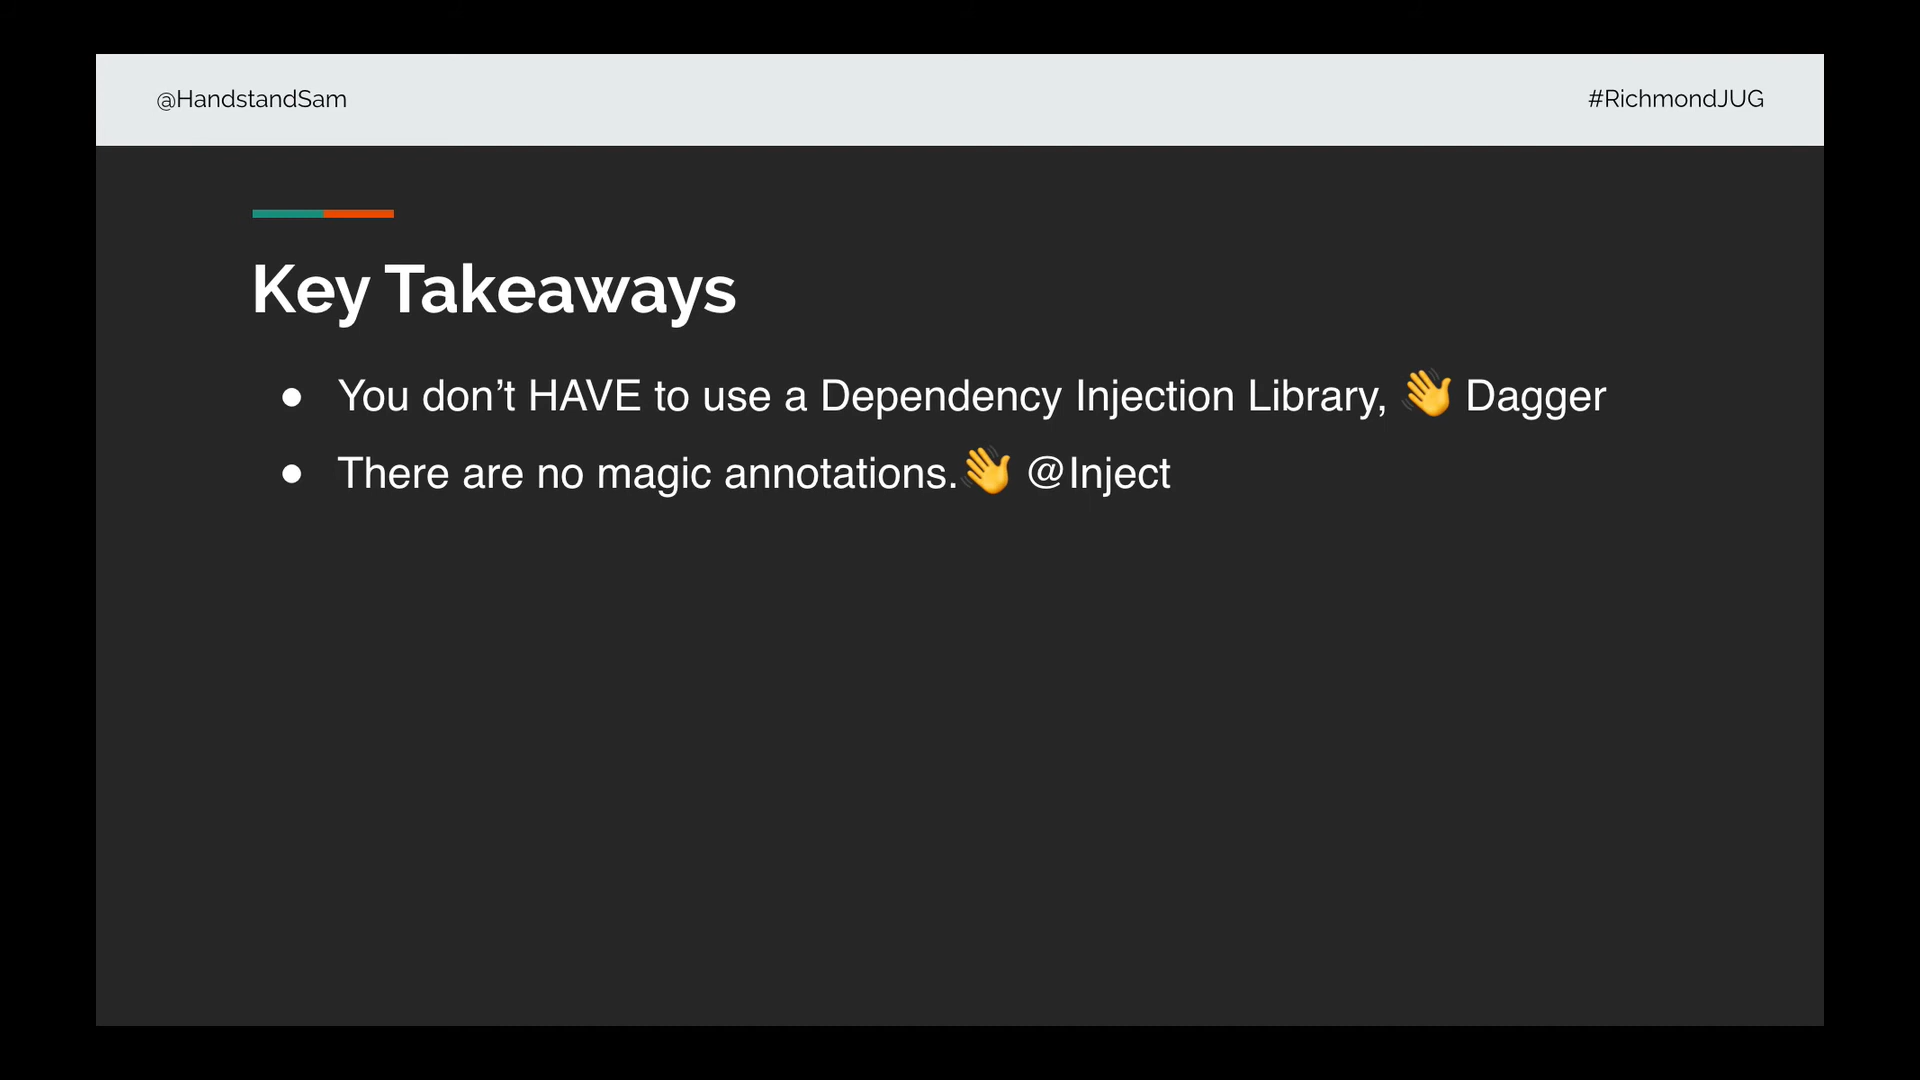 @HandstandSam
#RichmondJUG
Key Takeaways
● You don’t HAVE to use a Dependency Injection Library, 👋 Dagger
● There are no magic annotations.👋 @Inject